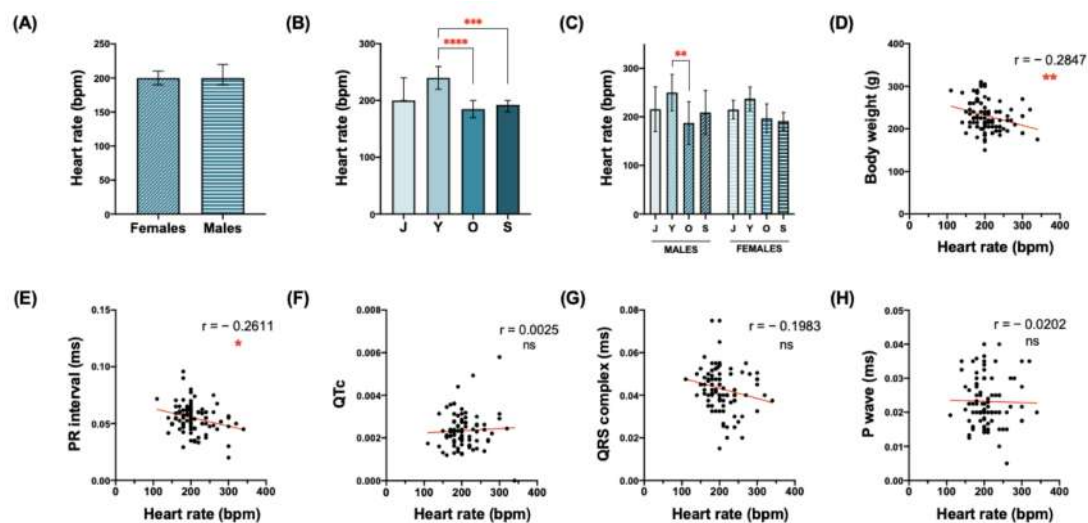 (A)
Heart rate (bpm)
250
200
150
100
50
0
Females Males
(B)
Heart rate (bpm)
300
200
100
0
***
****
J Y O S
(C)
Heart rate (bpm)
300
200
100
0
**
J Y O S J Y O S
MALES FEMALES
(D)
Body weight (g)
400
300
200
100
0
r = − 0.2847
**
0 100 200 300 400
Heart rate (bpm)
(E)
PR interval (ms)
0.15
0.10
0.05
0.00
r = − 0.2611
*
0 100 200 300 400
Heart rate (bpm)
(F)
QTc
0.008
0.006
0.004
0.002
0.000
r = 0.0025
ns
0 100 200 300 400
Heart rate (bpm)
(G)
QRS complex (ms)
0.08
0.06
0.04
0.02
0.00
r = − 0.1983
ns
0 100 200 300 400
Heart rate (bpm)
(H)
P wave (ms)
0.05
0.04
0.03
0.02
0.01
0.00
r = − 0.0202
ns
0 100 200 300 400
Heart rate (bpm)